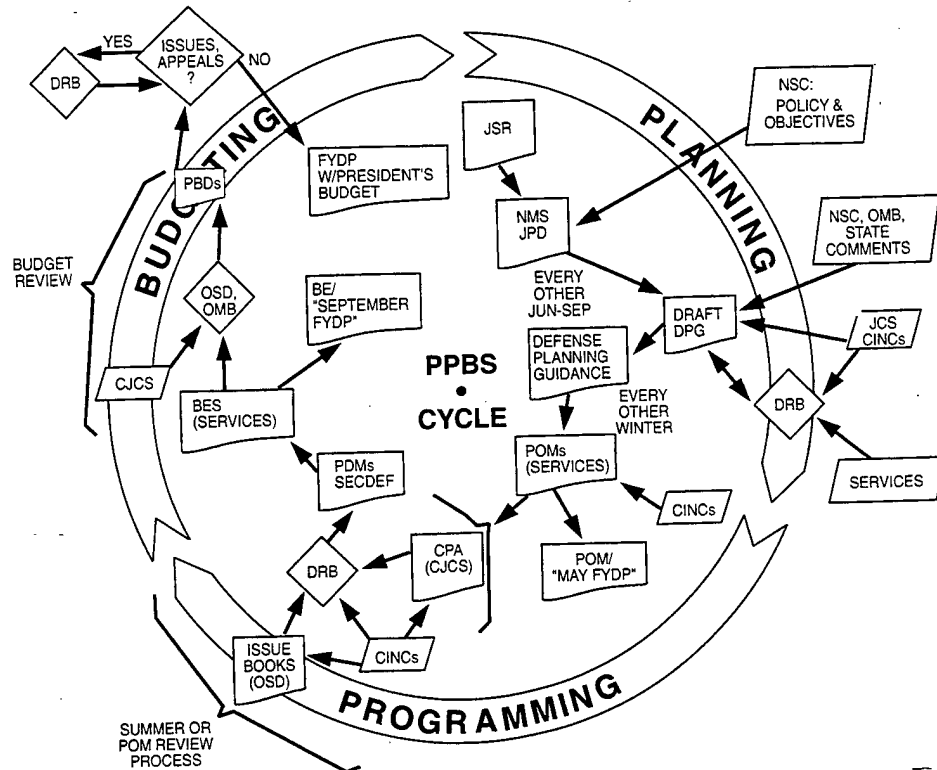 YES
ISSUES,
APPEALS
?
NO
DRB
BUDGETING
PBDs
FYDP
W/PRESIDENT'S
BUDGET
BUDGET
REVIEW
OSD,
OMB
BE/
"SEPTEMBER
FYDP"
CJCS
BES
(SERVICES)
PLANNING
JSR
NSC:
POLICY &
OBJECTIVES
NMS
JPD
NSC, OMB,
STATE
COMMENTS
EVERY
OTHER
JUN-SEP
DRAFT
DPG
JCS
CINCs
DEFENSE
PLANNING
GUIDANCE
DRB
SERVICES
PPBS
•
CYCLE
EVERY
OTHER
WINTER
POMs
(SERVICES)
CINCs
POM/
"MAY FYDP"
PDMs
SECDEF
DRB
CPA
(CJCS)
ISSUE
BOOKS
(OSD)
CINCs
PROGRAMMING
SUMMER OR
POM REVIEW
PROCESS